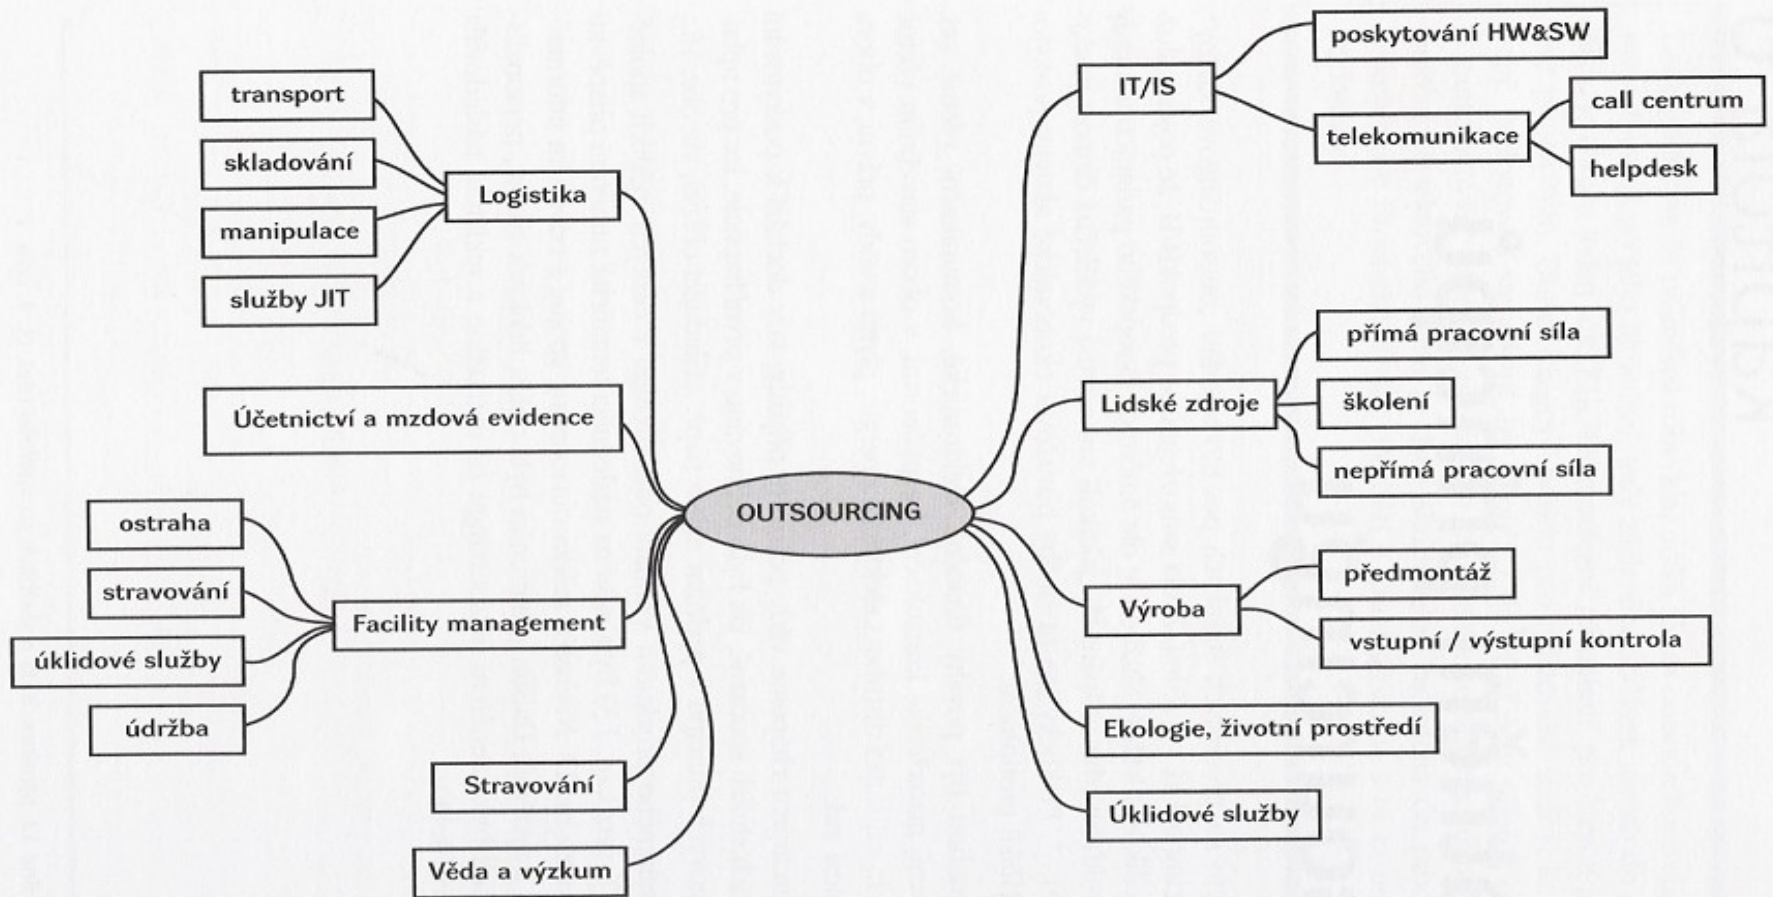 transport
skladování
manipulace
služby JIT
Logistika
Účetnictví a mzdová evidence
ostraha
stravování
úklidové služby
údržba
Facility management
Stravování
Věda a výzkum
OUTSOURCING
IT/IS
poskytování HW&SW
telekomunikace
call centrum
helpdesk
Lidské zdroje
přímá pracovní síla
školení
nepřímá pracovní síla
Výroba
předmontáž
vstupní / výstupní kontrola
Ekologie, životní prostředí
Úklidové služby